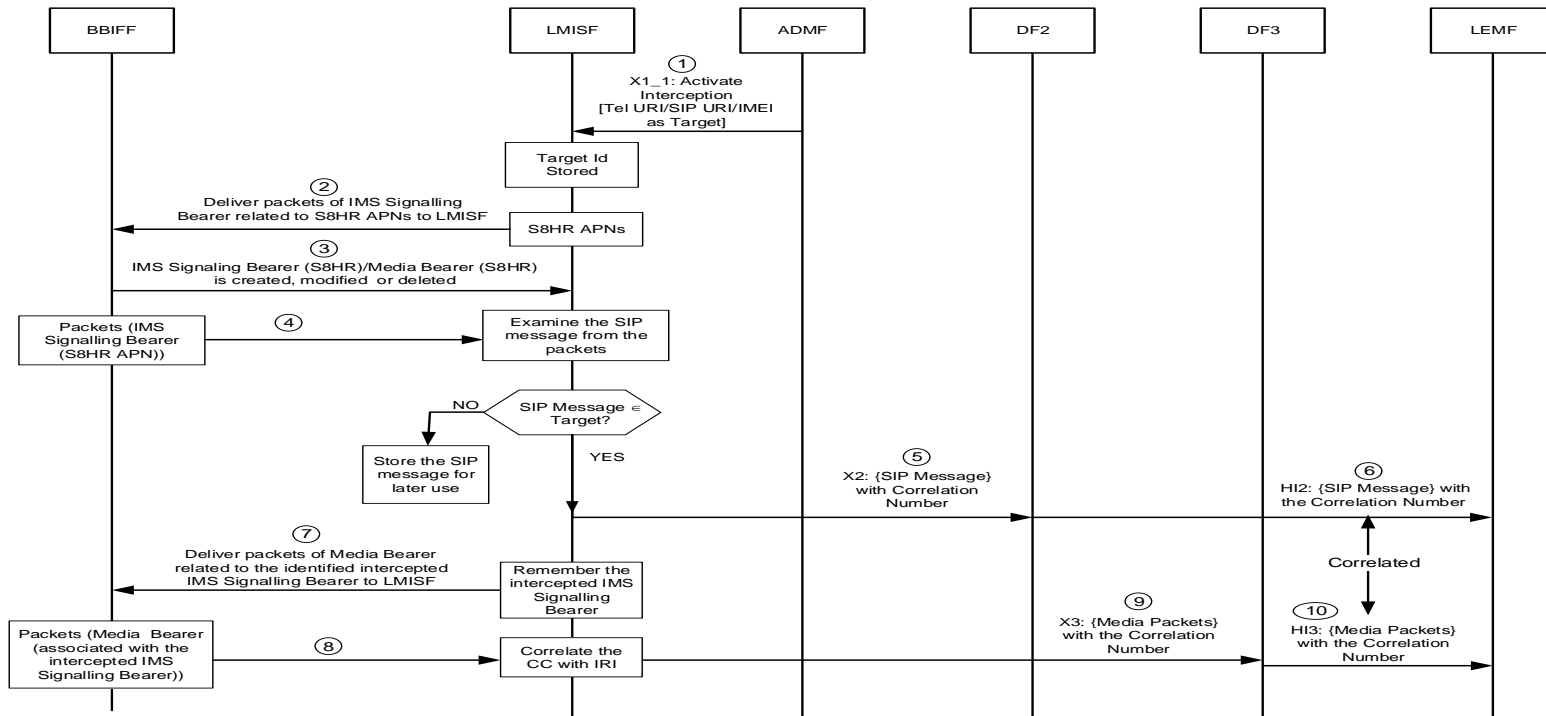 BBIFF
LMISF
ADMF
DF2
DF3
LEMF
1
X1_1: Activate
Interception
[Tel URI/SIP URI/IMEI
as Target]
Target Id
Stored
2
Deliver packets of IMS Signalling
Bearer related to S8HR APNs to LMISF
S8HR APNs
3
IMS Signaling Bearer (S8HR)/Media Bearer (S8HR)
is created, modified or deleted
Packets (IMS
Signalling Bearer
(S8HR APN))
4
Examine the SIP
message from the
packets
NO
SIP Message ∈
Target?
YES
Store the SIP
message for
later use
5
X2: {SIP Message}
with Correlation
Number
6
HI2: {SIP Message} with
the Correlation Number
7
Deliver packets of Media Bearer
related to the identified intercepted
IMS Signalling Bearer to LMISF
Remember the
intercepted IMS
Signalling
Bearer
Correlated
Packets (Media Bearer
(associated with the
intercepted IMS
Signalling Bearer))
8
Correlate the
CC with IRI
9
X3: {Media Packets}
with the Correlation
Number
10
HI3: {Media Packets}
with the Correlation
Number